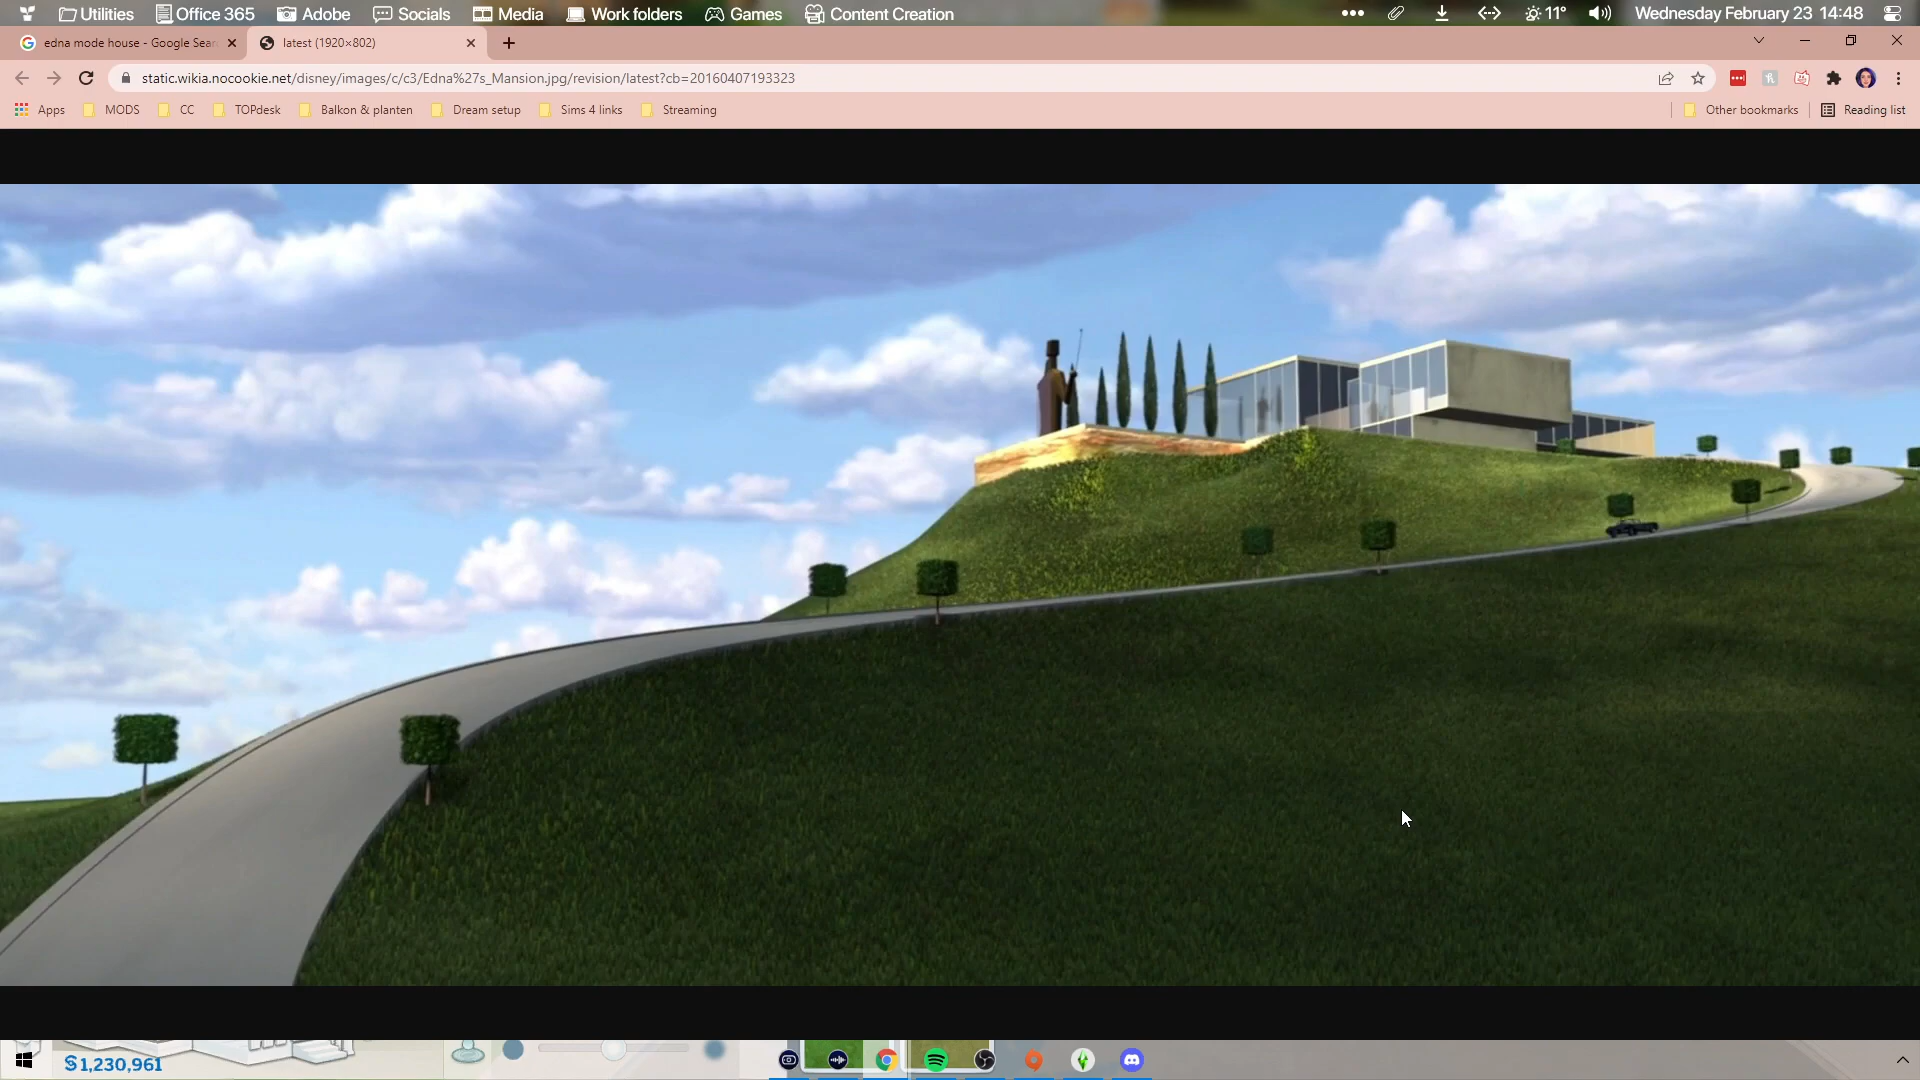 Utilities Office 365 Adobe Socials Media Work folders Games Content Creation 11° Wednesday February 23 14:48
edna mode house - Google Sear latest (1920×802)
static.wikia.nocookie.net/disney/images/c/c3/Edna%27s_Mansion.jpg/revision/latest?cb=20160407193323
Apps MODS CC TOPdesk Balkon & planten Dream setup Sims 4 links Streaming Other bookmarks Reading list
§1,230,961